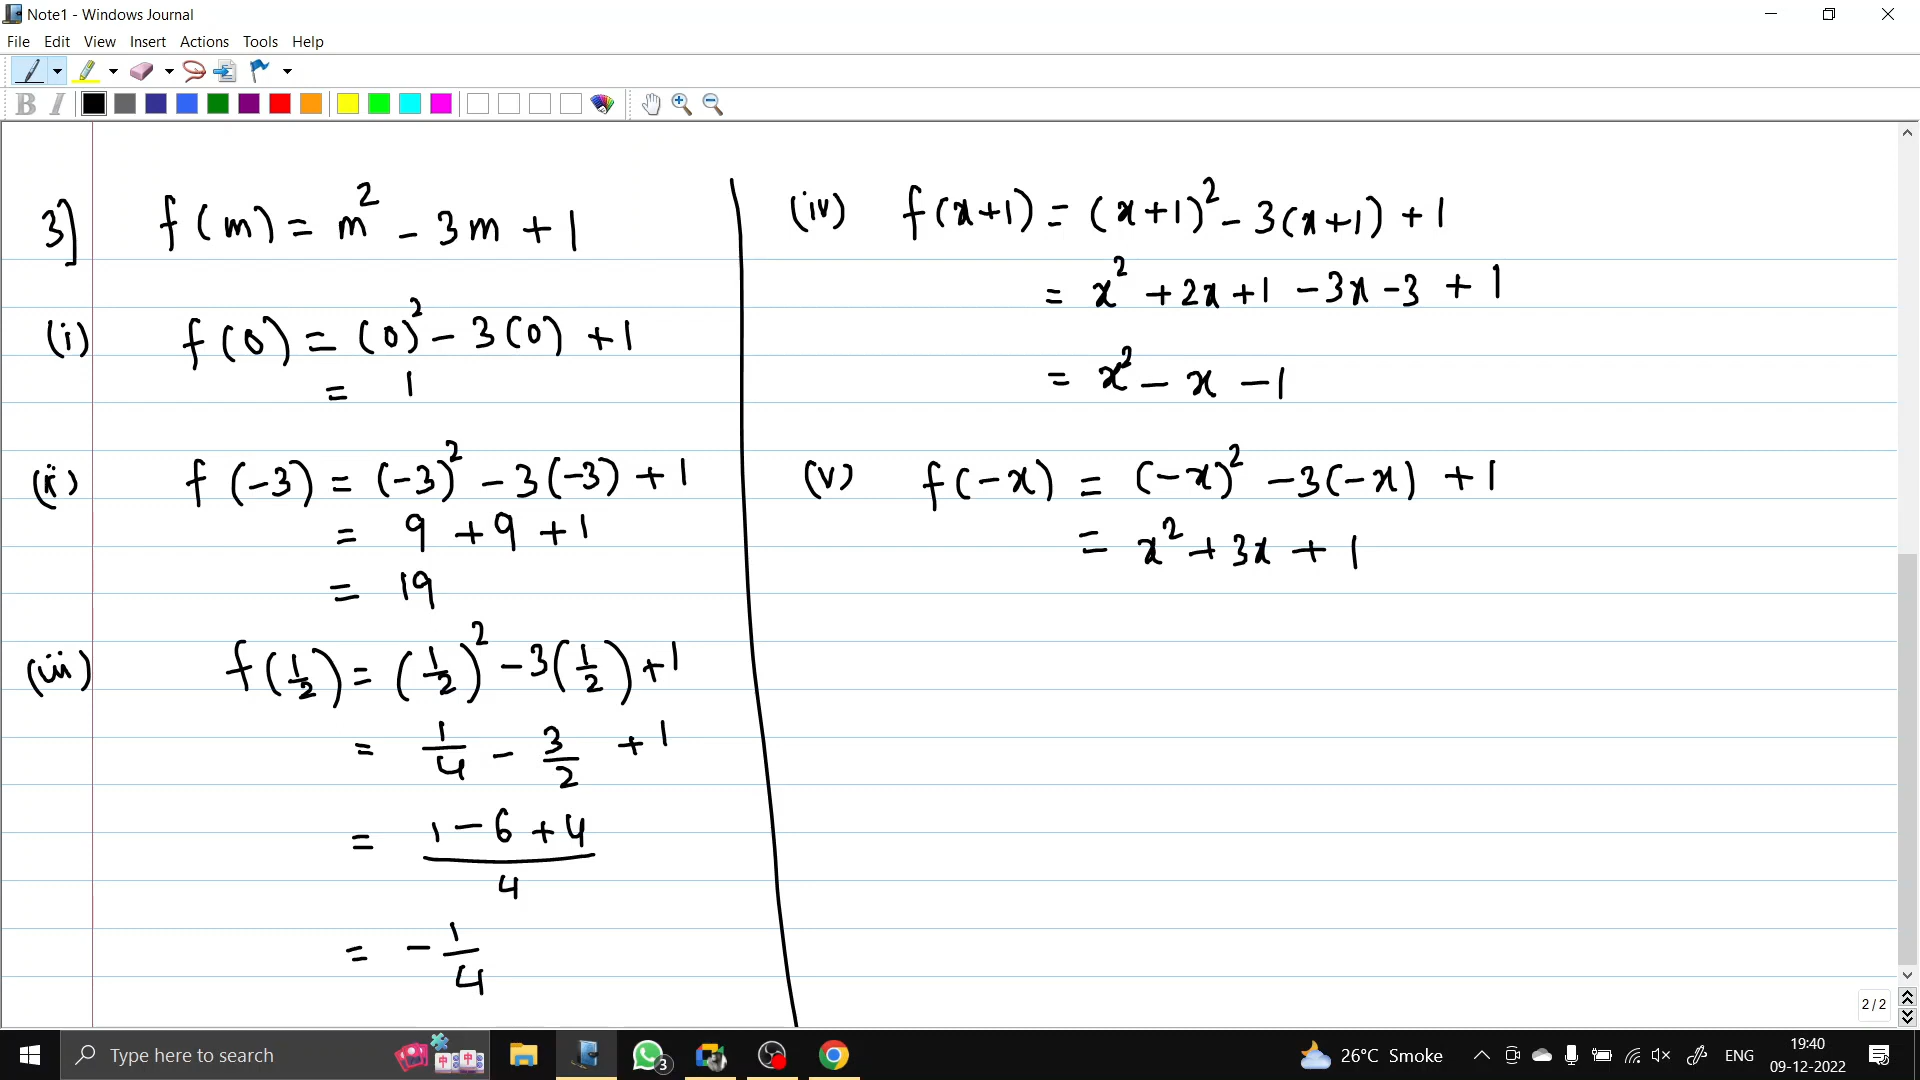 Note1 - Windows Journal
File Edit View Insert Actions Tools Help
B I
3] f(m) = m² - 3m + 1
(i) f(0) = (0)² - 3(0) + 1
= 1
(ii) f(-3) = (-3)² - 3(-3) + 1
= 9 + 9 + 1
= 19
(iii) f(1/2) = (1/2)² - 3(1/2) + 1
= 1/4 - 3/2 + 1
= (1 - 6 + 4)/4
= - 1/4
(iv) f(x+1) = (x+1)² - 3(x+1) + 1
= x² + 2x + 1 - 3x - 3 + 1
= x² - x - 1
(v) f(-x) = (-x)² - 3(-x) + 1
= x² + 3x + 1
2 / 2
Type here to search
3
26°C Smoke
ENG
19:40
09-12-2022